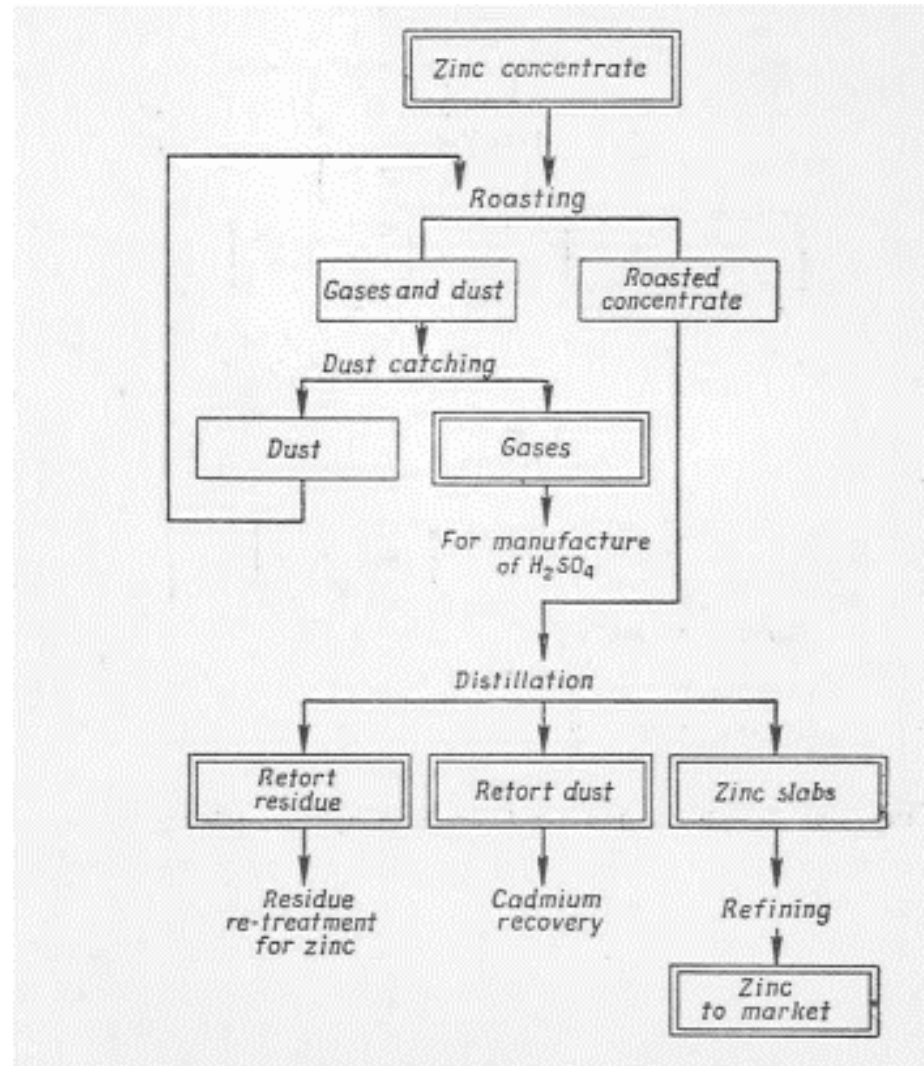 Zinc concentrate
Roasting
Gases and dust
Roasted
concentrate
Dust catching
Dust
Gases
For manufacture
of H₂SO₄
Distillation
Retort
residue
Retort dust
Zinc slabs
Residue
re-treatment
for zinc
Cadmium
recovery
Refining
Zinc
to market